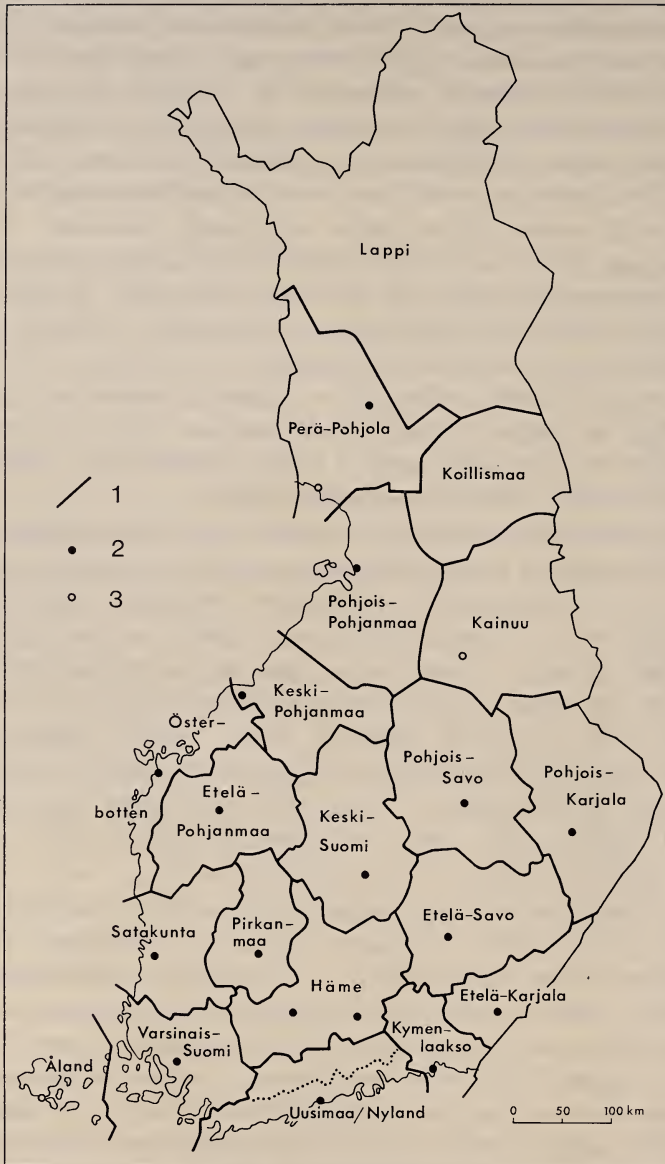 Lappi
Perä-Pohjola
Koillismaa
1
2
3
Pohjois-
Pohjanmaa
Kainuu
Keski-
Pohjanmaa
Öster-
botten
Etelä-
Pohjanmaa
Keski-
Suomi
Pohjois-
Savo
Pohjois-
Karjala
Satakunta
Pirkan-
maa
Etelä-Savo
Häme
Etelä-Karjala
Kymen-
laakso
Varsinais-
Suomi
Åland
Uusimaa/Nyland
0 50 100 km